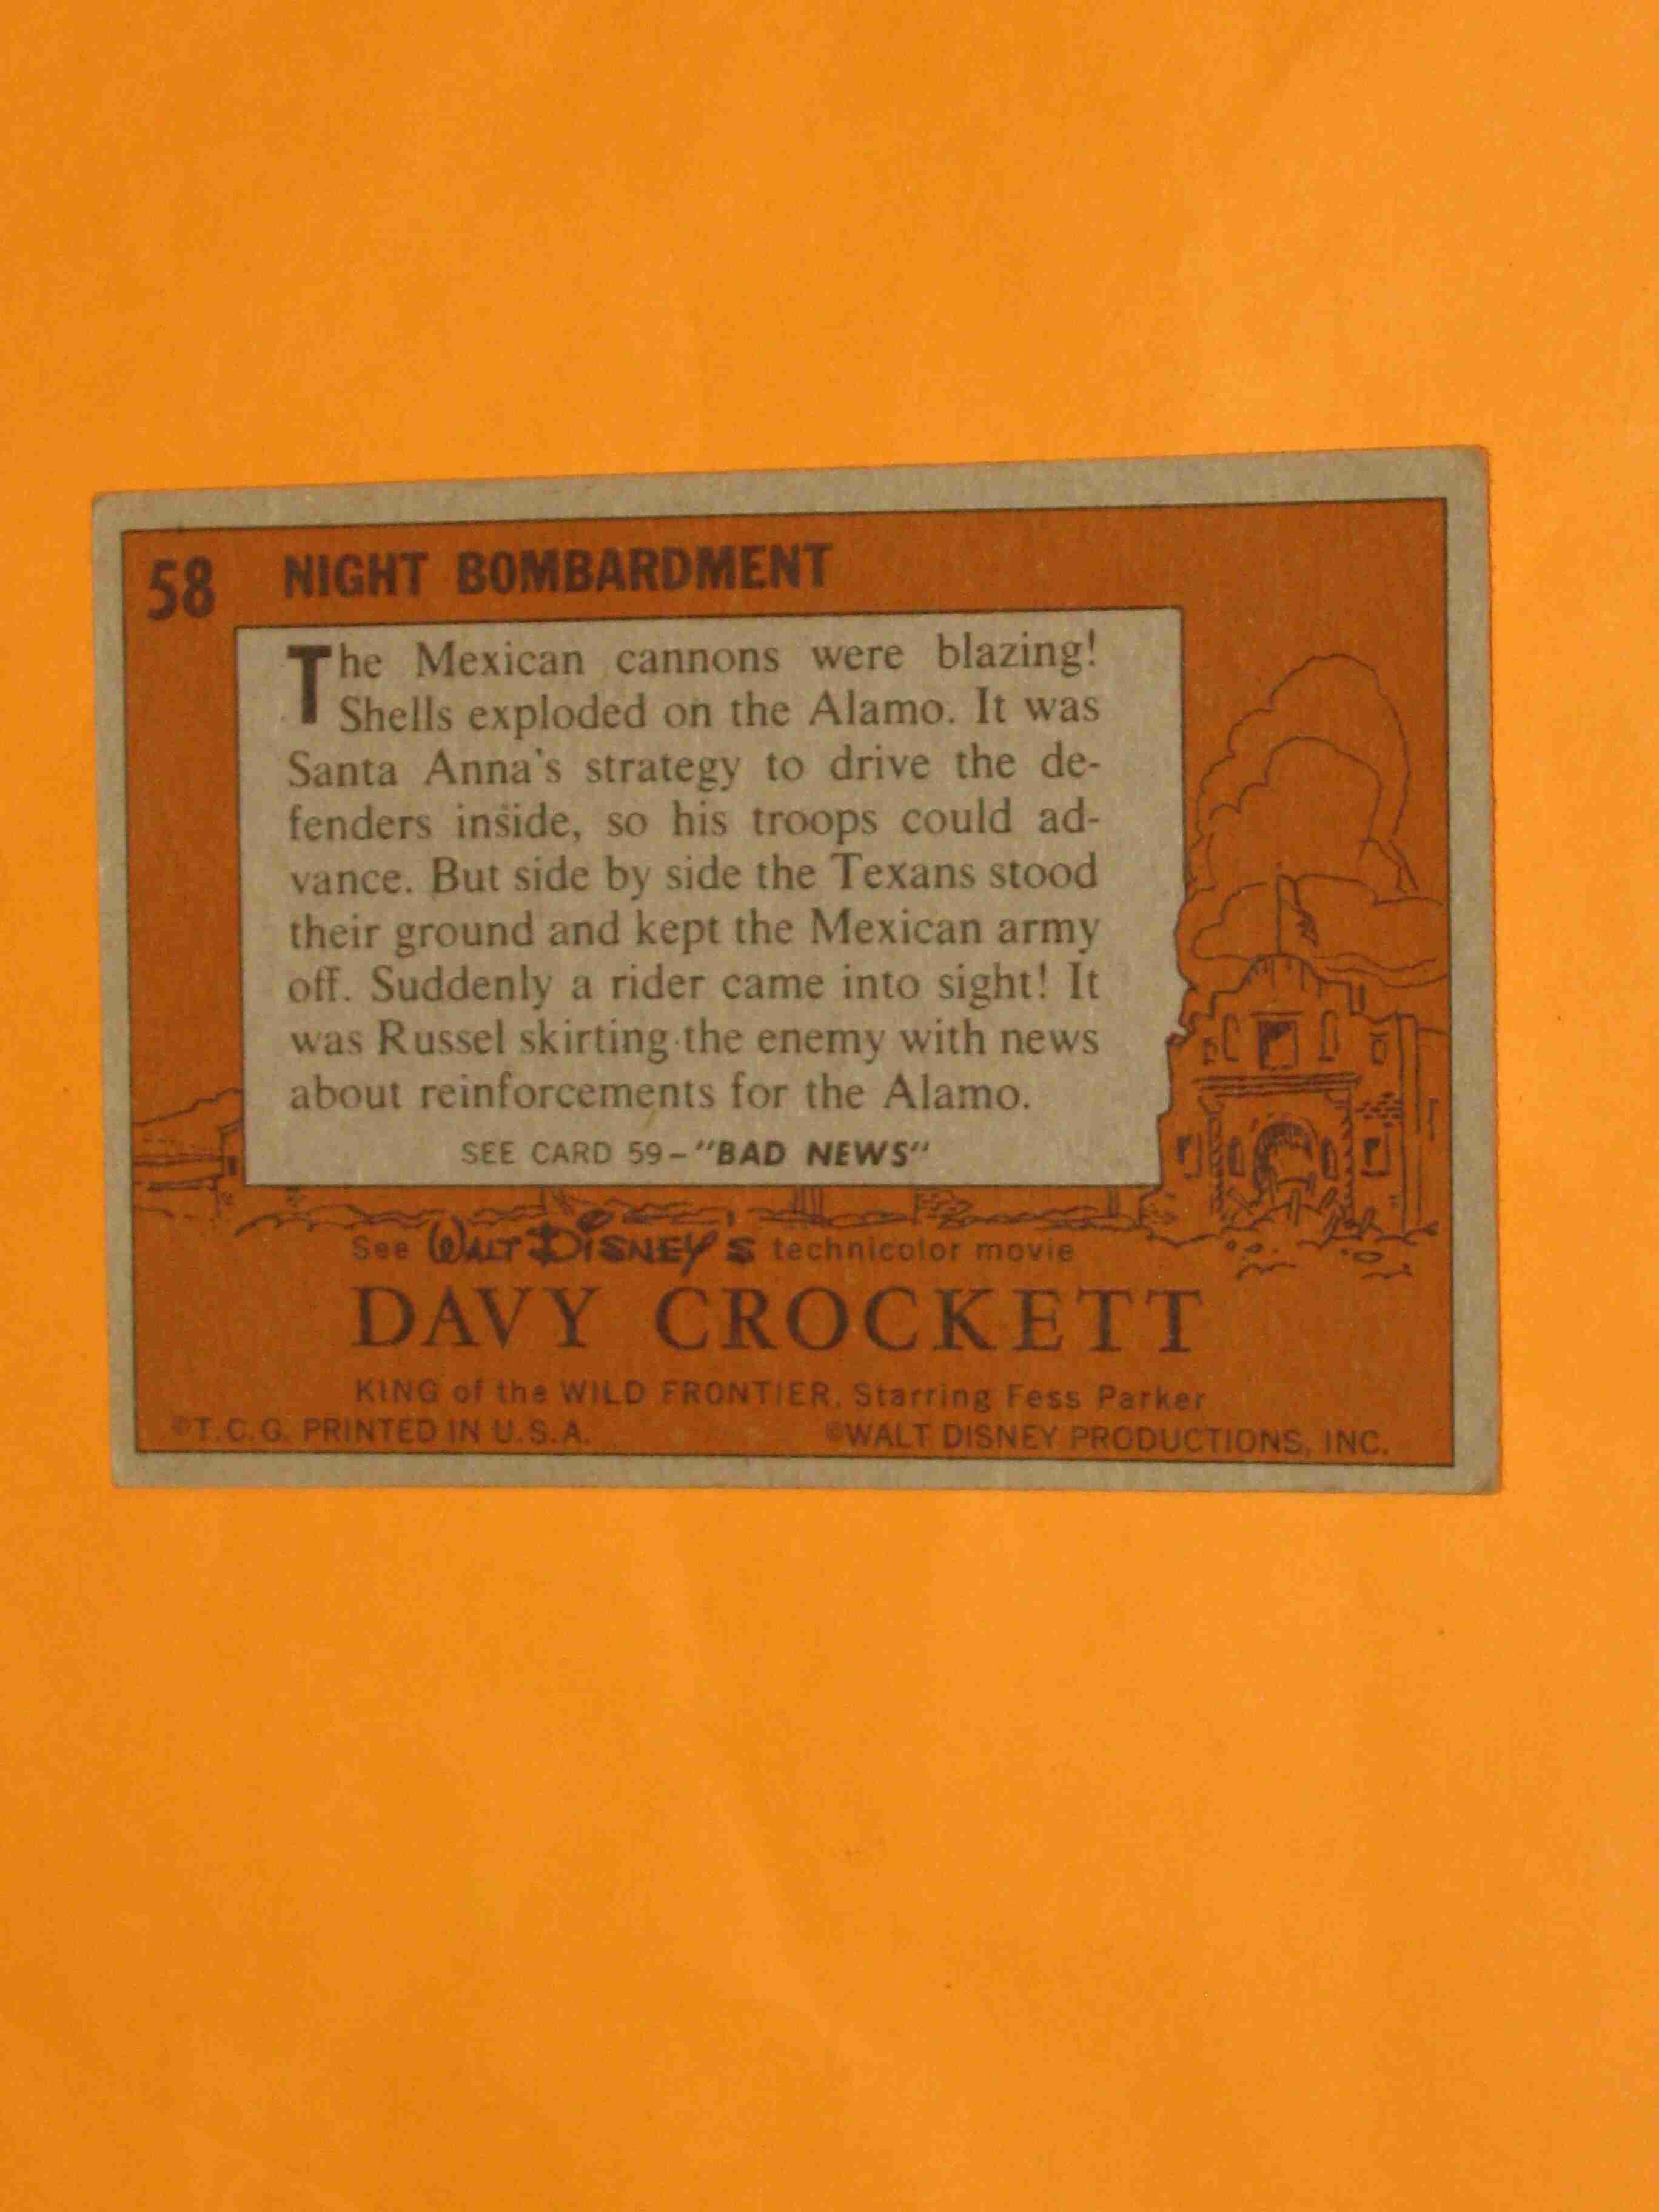 58 NIGHT BOMBARDMENT
The Mexican cannons were blazing!
Shells exploded on the Alamo. It was
Santa Anna's strategy to drive the de-
fenders inside, so his troops could ad-
vance. But side by side the Texans stood
their ground and kept the Mexican army
off. Suddenly a rider came into sight! It
was Russel skirting the enemy with news
about reinforcements for the Alamo.
SEE CARD 59-"BAD NEWS"
See WALT DISNEY'S technicolor movie
DAVY CROCKETT
KING of the WILD FRONTIER, Starring Fess Parker
©T.C.G. PRINTED IN U.S.A. ©WALT DISNEY PRODUCTIONS, INC.